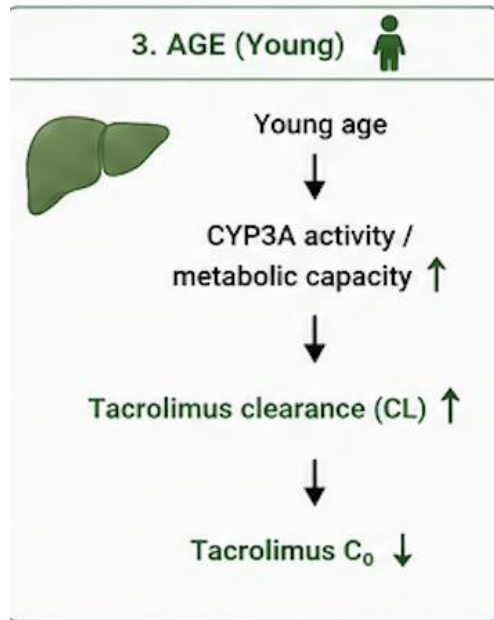 3. AGE (Young)
Young age
↓
CYP3A activity /
metabolic capacity ↑
↓
Tacrolimus clearance (CL) ↑
↓
Tacrolimus C₀ ↓